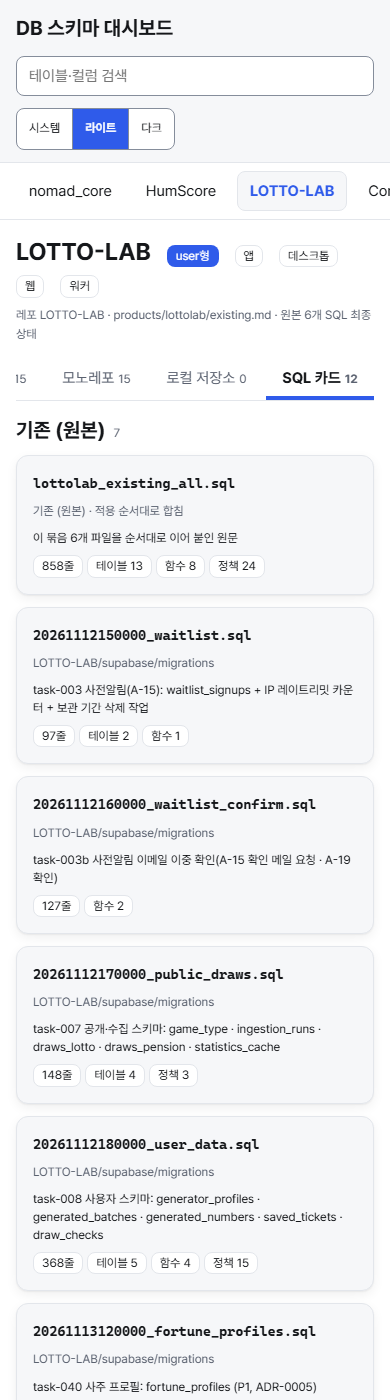 DB 스키마 대시보드
테이블·컬럼 검색
시스템 라이트 다크
nomad_core HumScore LOTTO-LAB Cor
LOTTO-LAB user형 앱 데스크톱
웹 워커
레포 LOTTO-LAB · products/lottolab/existing.md · 원본 6개 SQL 최종
상태
15 모노레포 15 로컬 저장소 0 SQL 카드 12
기존 (원본) 7
lottolab_existing_all.sql
기존 (원본) · 적용 순서대로 합침
이 묶음 6개 파일을 순서대로 이어 붙인 원문
858줄 테이블 13 함수 8 정책 24
20261112150000_waitlist.sql
LOTTO-LAB/supabase/migrations
task-003 사전알림(A-15): waitlist_signups + IP 레이트리밋 카운
터 + 보관 기간 삭제 작업
97줄 테이블 2 함수 1
20261112160000_waitlist_confirm.sql
LOTTO-LAB/supabase/migrations
task-003b 사전알림 이메일 이중 확인(A-15 확인 메일 요청 · A-19
확인)
127줄 함수 2
20261112170000_public_draws.sql
LOTTO-LAB/supabase/migrations
task-007 공개·수집 스키마: game_type · ingestion_runs ·
draws_lotto · draws_pension · statistics_cache
148줄 테이블 4 정책 3
20261112180000_user_data.sql
LOTTO-LAB/supabase/migrations
task-008 사용자 스키마: generator_profiles ·
generated_batches · generated_numbers · saved_tickets ·
draw_checks
368줄 테이블 5 함수 4 정책 15
20261113120000_fortune_profiles.sql
LOTTO-LAB/supabase/migrations
task-040 사주 프로필: fortune_profiles (P1, ADR-0005)